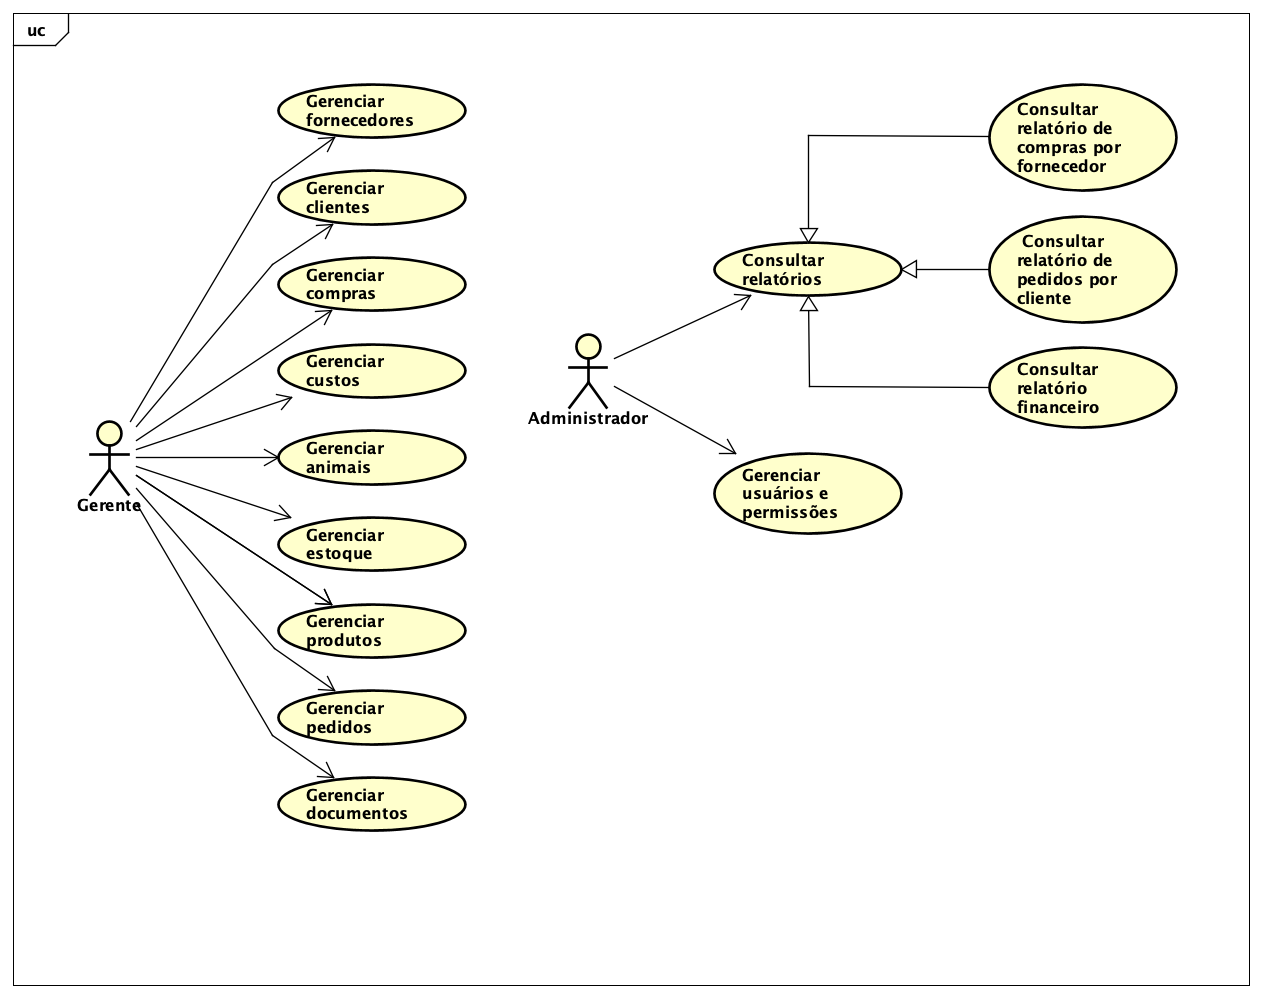 uc
Gerenciar
fornecedores
Gerenciar
clientes
Gerenciar
compras
Gerenciar
custos
Gerenciar
animais
Gerenciar
estoque
Gerenciar
produtos
Gerenciar
pedidos
Gerenciar
documentos
Gerente
Administrador
Consultar
relatórios
Gerenciar
usuários e
permissões
Consultar
relatório de
compras por
fornecedor
Consultar
relatório de
pedidos por
cliente
Consultar
relatório
financeiro